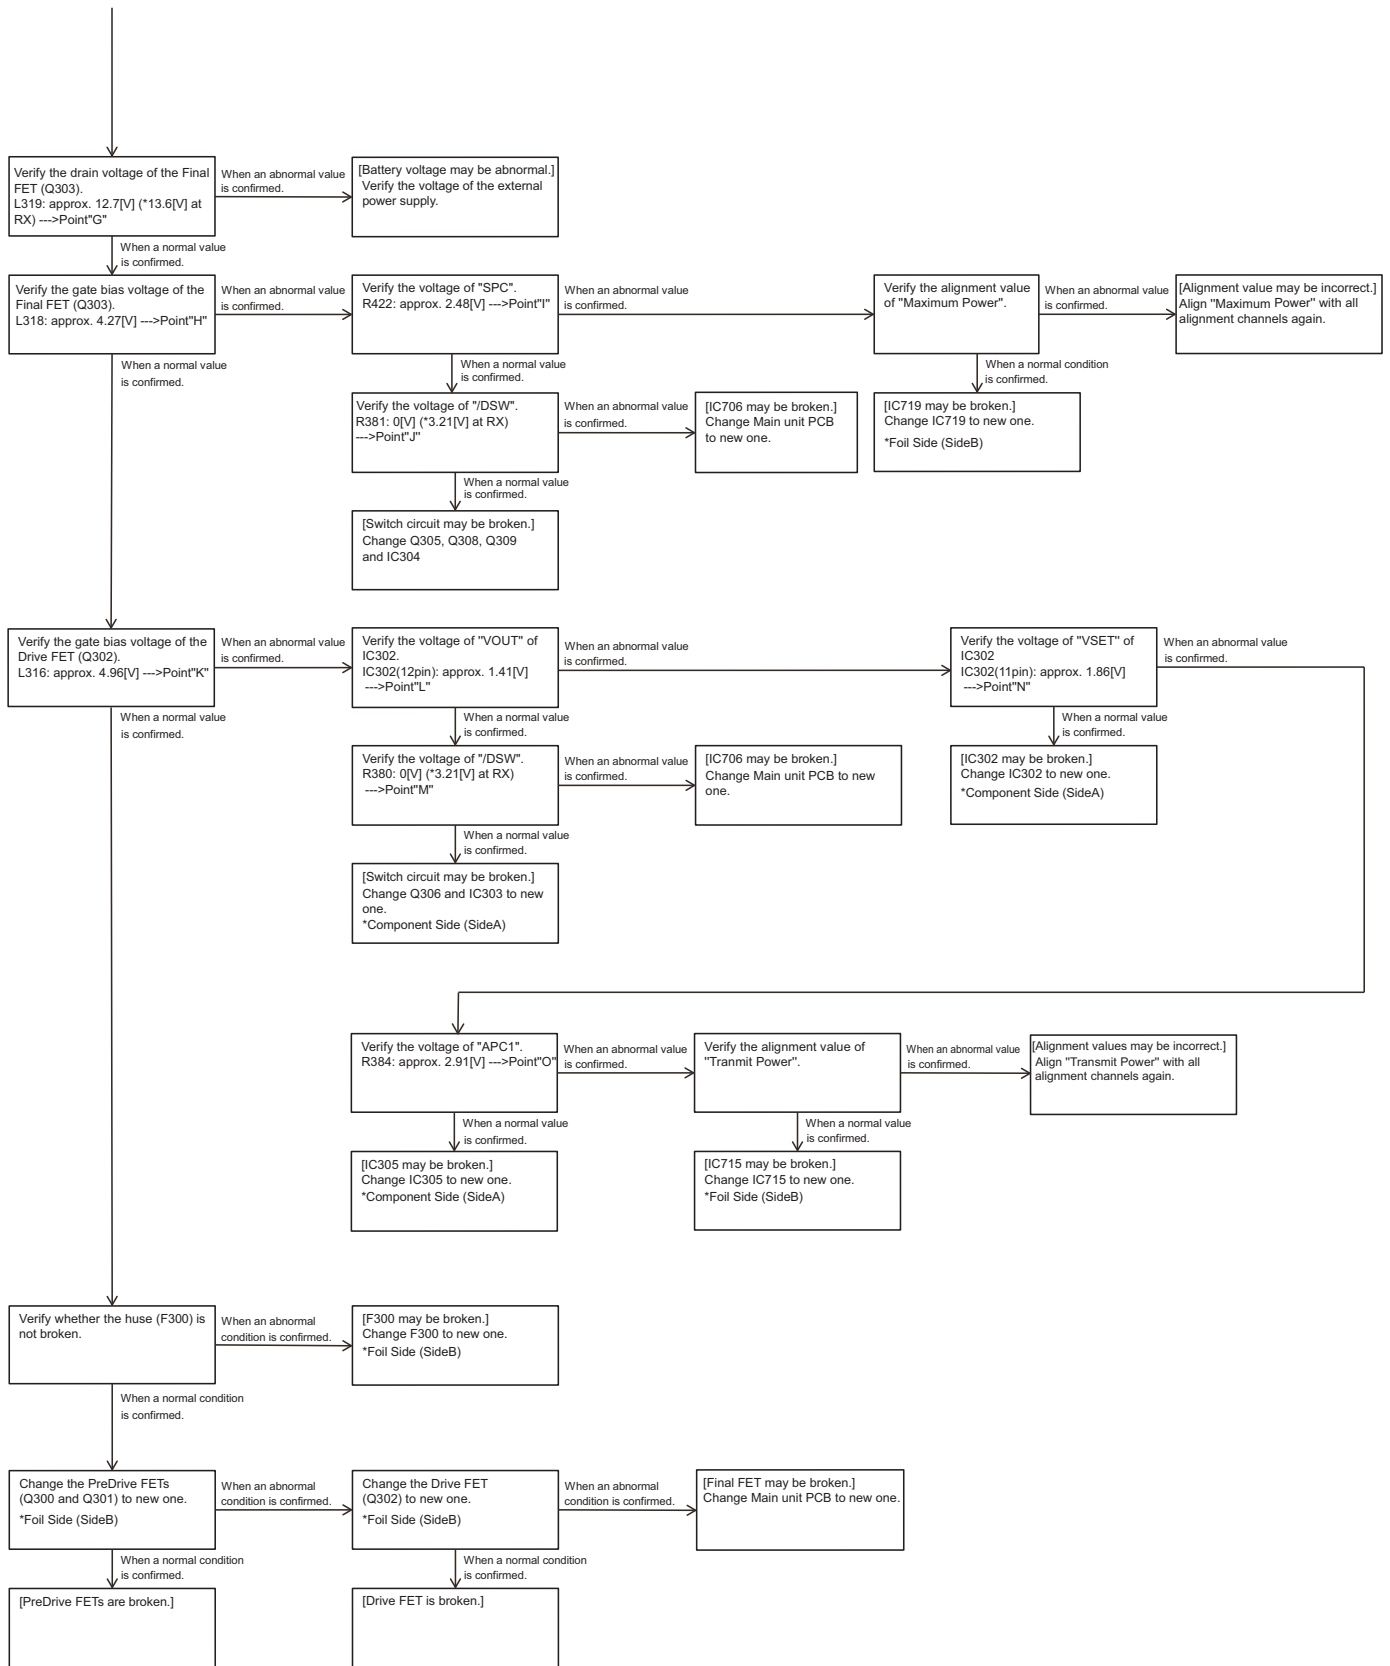 Verify the drain voltage of the Final
FET (Q303).
L319: approx. 12.7[V] (*13.6[V] at
RX) --->Point"G"
When an abnormal value
is confirmed.
[Battery voltage may be abnormal.]
Verify the voltage of the external
power supply.
When a normal value
is confirmed.
Verify the gate bias voltage of the
Final FET (Q303).
L318: approx. 4.27[V] --->Point"H"
When an abnormal value
is confirmed.
Verify the voltage of "SPC".
R422: approx. 2.48[V] --->Point"I"
When an abnormal value
is confirmed.
Verify the alignment value
of "Maximum Power".
When an abnormal value
is confirmed.
[Alignment value may be incorrect.]
Align "Maximum Power" with all
alignment channels again.
When a normal value
is confirmed.
When a normal value
is confirmed.
When a normal condition
is confirmed.
Verify the voltage of "/DSW".
R381: 0[V] (*3.21[V] at RX)
--->Point"J"
When an abnormal value
is confirmed.
[IC706 may be broken.]
Change Main unit PCB
to new one.
[IC719 may be broken.]
Change IC719 to new one.
*Foil Side (SideB)
When a normal value
is confirmed.
[Switch circuit may be broken.]
Change Q305, Q308, Q309
and IC304
Verify the gate bias voltage of the
Drive FET (Q302).
L316: approx. 4.96[V] --->Point"K"
When an abnormal value
is confirmed.
Verify the voltage of "VOUT" of
IC302.
IC302(12pin): approx. 1.41[V]
--->Point"L"
When an abnormal value
is confirmed.
Verify the voltage of "VSET" of
IC302
IC302(11pin): approx. 1.86[V]
--->Point"N"
When an abnormal value
is confirmed.
When a normal value
is confirmed.
When a normal value
is confirmed.
When a normal value
is confirmed.
Verify the voltage of "/DSW".
R380: 0[V] (*3.21[V] at RX)
--->Point"M"
When an abnormal value
is confirmed.
[IC706 may be broken.]
Change Main unit PCB to new
one.
[IC302 may be broken.]
Change IC302 to new one.
*Component Side (SideA)
When a normal value
is confirmed.
[Switch circuit may be broken.]
Change Q306 and IC303 to new
one.
*Component Side (SideA)
Verify the voltage of "APC1".
R384: approx. 2.91[V] --->Point"O"
When an abnormal value
is confirmed.
Verify the alignment value of
"Tranmit Power".
When an abnormal value
is confirmed.
[Alignment values may be incorrect.]
Align "Transmit Power" with all
alignment channels again.
When a normal value
is confirmed.
When a normal value
is confirmed.
[IC305 may be broken.]
Change IC305 to new one.
*Component Side (SideA)
[IC715 may be broken.]
Change IC715 to new one.
*Foil Side (SideB)
Verify whether the huse (F300) is
not broken.
When an abnormal
condition is confirmed.
[F300 may be broken.]
Change F300 to new one.
*Foil Side (SideB)
When a normal condition
is confirmed.
Change the PreDrive FETs
(Q300 and Q301) to new one.
*Foil Side (SideB)
When an abnormal
condition is confirmed.
Change the Drive FET
(Q302) to new one.
*Foil Side (SideB)
When an abnormal
condition is confirmed.
[Final FET may be broken.]
Change Main unit PCB to new one.
When a normal condition
is confirmed.
When a normal condition
is confirmed.
[PreDrive FETs are broken.]
[Drive FET is broken.]